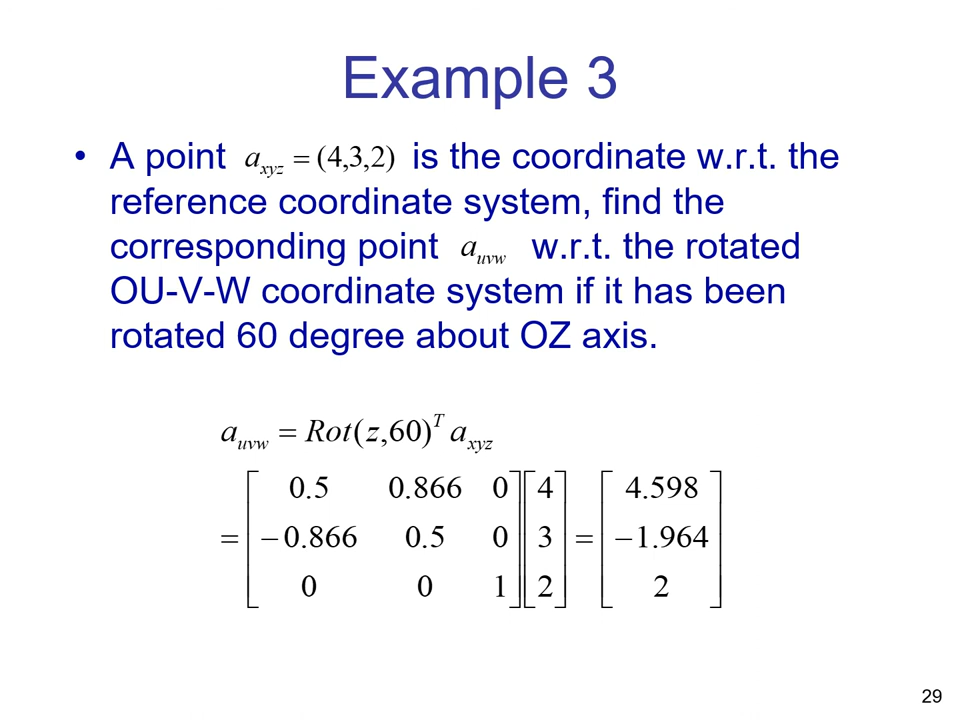 Example 3
• A point a_xyz = (4,3,2) is the coordinate w.r.t. the
reference coordinate system, find the
corresponding point a_uvw w.r.t. the rotated
OU-V-W coordinate system if it has been
rotated 60 degree about OZ axis.
a_uvw = Rot(z,60)^T a_xyz
0.5 0.866 0 4 4.598
= −0.866 0.5 0 3 = −1.964
0 0 1 2 2
29